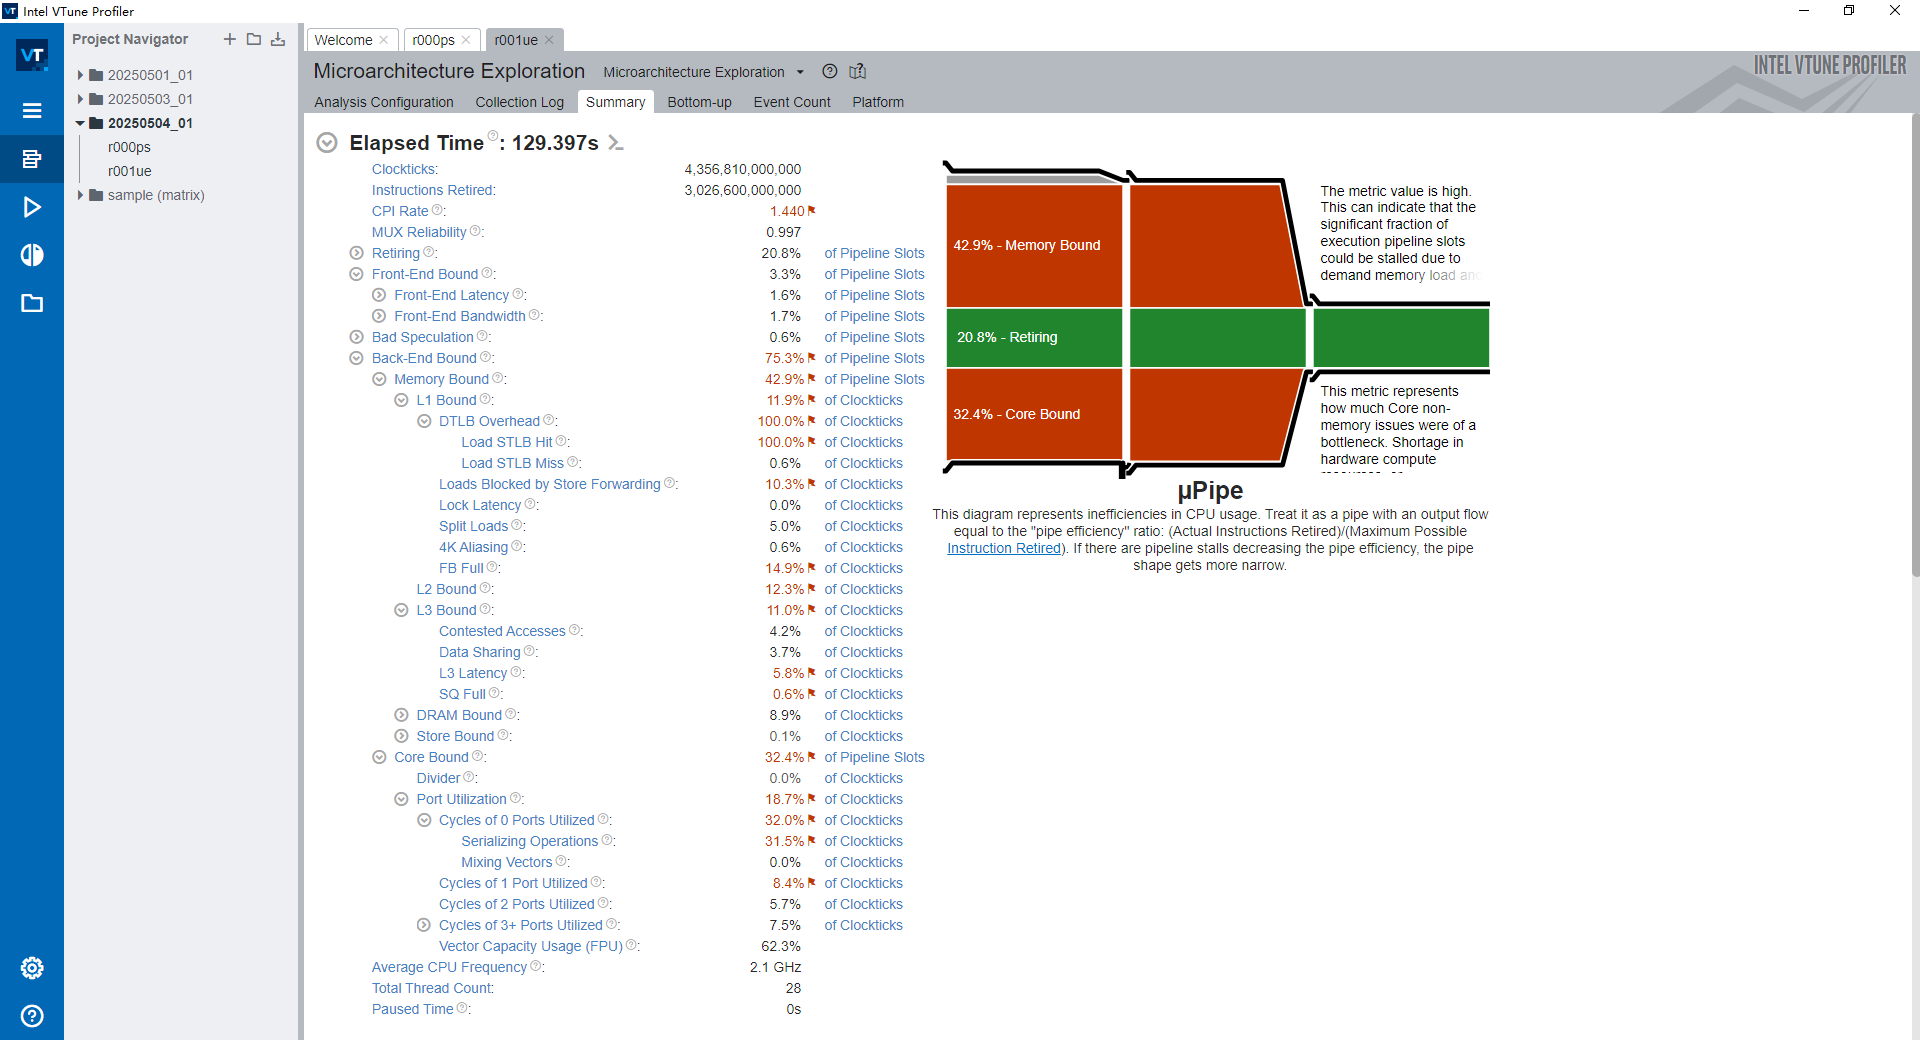 Intel VTune Profiler
VT
Project Navigator
20250501_01
20250503_01
20250504_01
r000ps
r001ue
sample (matrix)
Welcome
r000ps
r001ue
Microarchitecture Exploration
Microarchitecture Exploration
INTEL VTUNE PROFILER
Analysis Configuration
Collection Log
Summary
Bottom-up
Event Count
Platform
Elapsed Time: 129.397s
Clockticks: 4,356,810,000,000
Instructions Retired: 3,026,600,000,000
CPI Rate: 1.440
MUX Reliability: 0.997
Retiring: 20.8% of Pipeline Slots
Front-End Bound: 3.3% of Pipeline Slots
Front-End Latency: 1.6% of Pipeline Slots
Front-End Bandwidth: 1.7% of Pipeline Slots
Bad Speculation: 0.6% of Pipeline Slots
Back-End Bound: 75.3% of Pipeline Slots
Memory Bound: 42.9% of Pipeline Slots
L1 Bound: 11.9% of Clockticks
DTLB Overhead: 100.0% of Clockticks
Load STLB Hit: 100.0% of Clockticks
Load STLB Miss: 0.6% of Clockticks
Loads Blocked by Store Forwarding: 10.3% of Clockticks
Lock Latency: 0.0% of Clockticks
Split Loads: 5.0% of Clockticks
4K Aliasing: 0.6% of Clockticks
FB Full: 14.9% of Clockticks
L2 Bound: 12.3% of Clockticks
L3 Bound: 11.0% of Clockticks
Contested Accesses: 4.2% of Clockticks
Data Sharing: 3.7% of Clockticks
L3 Latency: 5.8% of Clockticks
SQ Full: 0.6% of Clockticks
DRAM Bound: 8.9% of Clockticks
Store Bound: 0.1% of Clockticks
Core Bound: 32.4% of Pipeline Slots
Divider: 0.0% of Clockticks
Port Utilization: 18.7% of Clockticks
Cycles of 0 Ports Utilized: 32.0% of Clockticks
Serializing Operations: 31.5% of Clockticks
Mixing Vectors: 0.0% of Clockticks
Cycles of 1 Port Utilized: 8.4% of Clockticks
Cycles of 2 Ports Utilized: 5.7% of Clockticks
Cycles of 3+ Ports Utilized: 7.5% of Clockticks
Vector Capacity Usage (FPU): 62.3%
Average CPU Frequency: 2.1 GHz
Total Thread Count: 28
Paused Time: 0s
42.9% - Memory Bound
20.8% - Retiring
32.4% - Core Bound
The metric value is high.
This can indicate that the
significant fraction of
execution pipeline slots
could be stalled due to
demand memory load and
This metric represents
how much Core non-
memory issues were of a
bottleneck. Shortage in
hardware compute
µPipe
This diagram represents inefficiencies in CPU usage. Treat it as a pipe with an output flow
equal to the "pipe efficiency" ratio: (Actual Instructions Retired)/(Maximum Possible
Instruction Retired). If there are pipeline stalls decreasing the pipe efficiency, the pipe
shape gets more narrow.